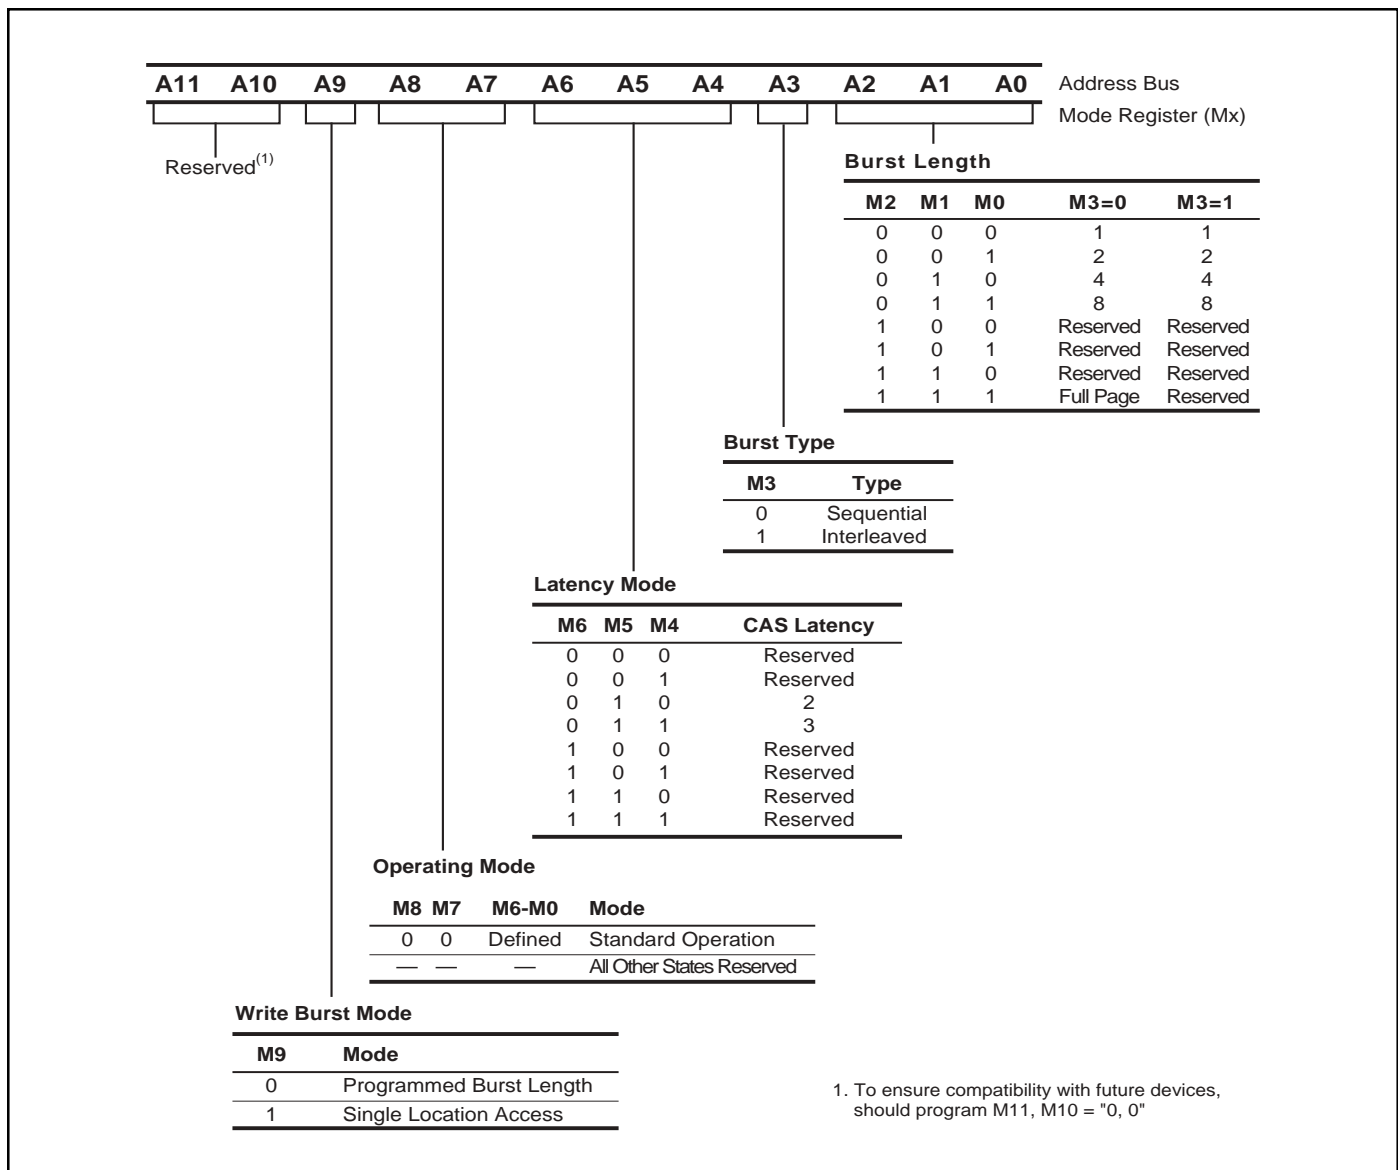 A11 A10 A9 A8 A7 A6 A5 A4 A3 A2 A1 A0 Address Bus
Mode Register (Mx)
Reserved(1)
Burst Length
M2 M1 M0 M3=0 M3=1
0 0 0 1 1
0 0 1 2 2
0 1 0 4 4
0 1 1 8 8
1 0 0 Reserved Reserved
1 0 1 Reserved Reserved
1 1 0 Reserved Reserved
1 1 1 Full Page Reserved
Burst Type
M3 Type
0 Sequential
1 Interleaved
Latency Mode
M6 M5 M4 CAS Latency
0 0 0 Reserved
0 0 1 Reserved
0 1 0 2
0 1 1 3
1 0 0 Reserved
1 0 1 Reserved
1 1 0 Reserved
1 1 1 Reserved
Operating Mode
M8 M7 M6-M0 Mode
0 0 Defined Standard Operation
— — — All Other States Reserved
Write Burst Mode
M9 Mode
0 Programmed Burst Length
1 Single Location Access
1. To ensure compatibility with future devices,
should program M11, M10 = "0, 0"